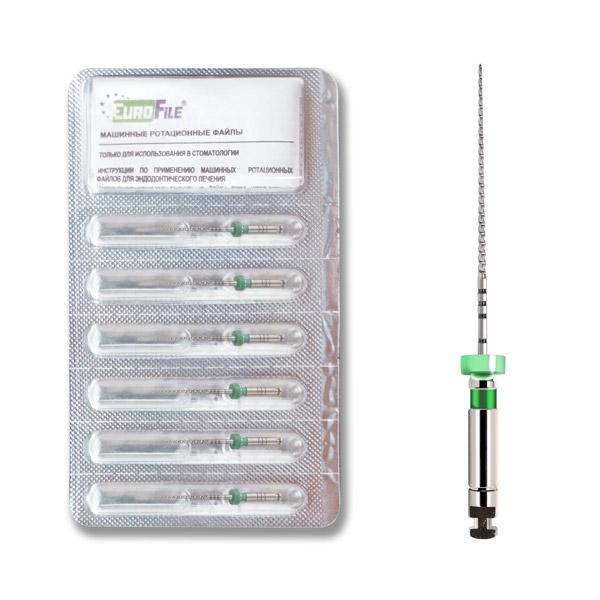 EUROFILE®
МАШИННЫЕ РОТАЦИОННЫЕ ФАЙЛЫ
ТОЛЬКО ДЛЯ ИСПОЛЬЗОВАНИЯ В СТОМАТОЛОГИИ
ИНСТРУКЦИИ ПО ПРИМЕНЕНИЮ МАШИННЫХ РОТАЦИОННЫХ
ФАЙЛОВ ДЛЯ ЭНДОДОНТИЧЕСКОГО ЛЕЧЕНИЯ